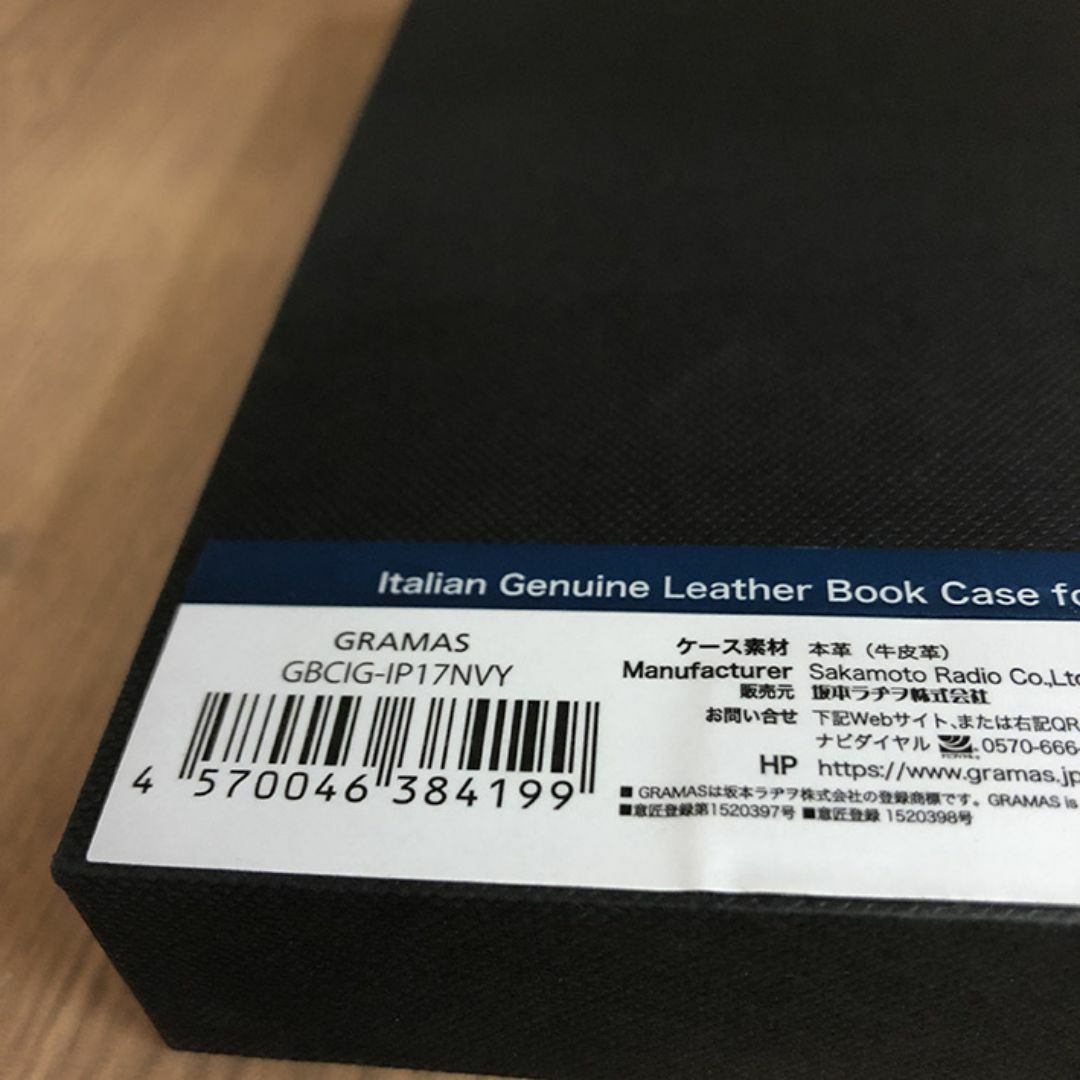 Italian Genuine Leather Book Case fo
GRAMAS
GBCIG-IP17NVY
4 570046 384199
ケース素材 本革（牛皮革）
Manufacturer Sakamoto Radio Co.,Ltd
販売元 坂本ラヂヲ株式会社
お問い合せ 下記Webサイト、または右記QR
ナビダイヤル 0570-666-
HP https://www.gramas.jp
■ GRAMASは坂本ラヂヲ株式会社の登録商標です。GRAMAS is
■意匠登録第1520397号 ■意匠登録 1520398号